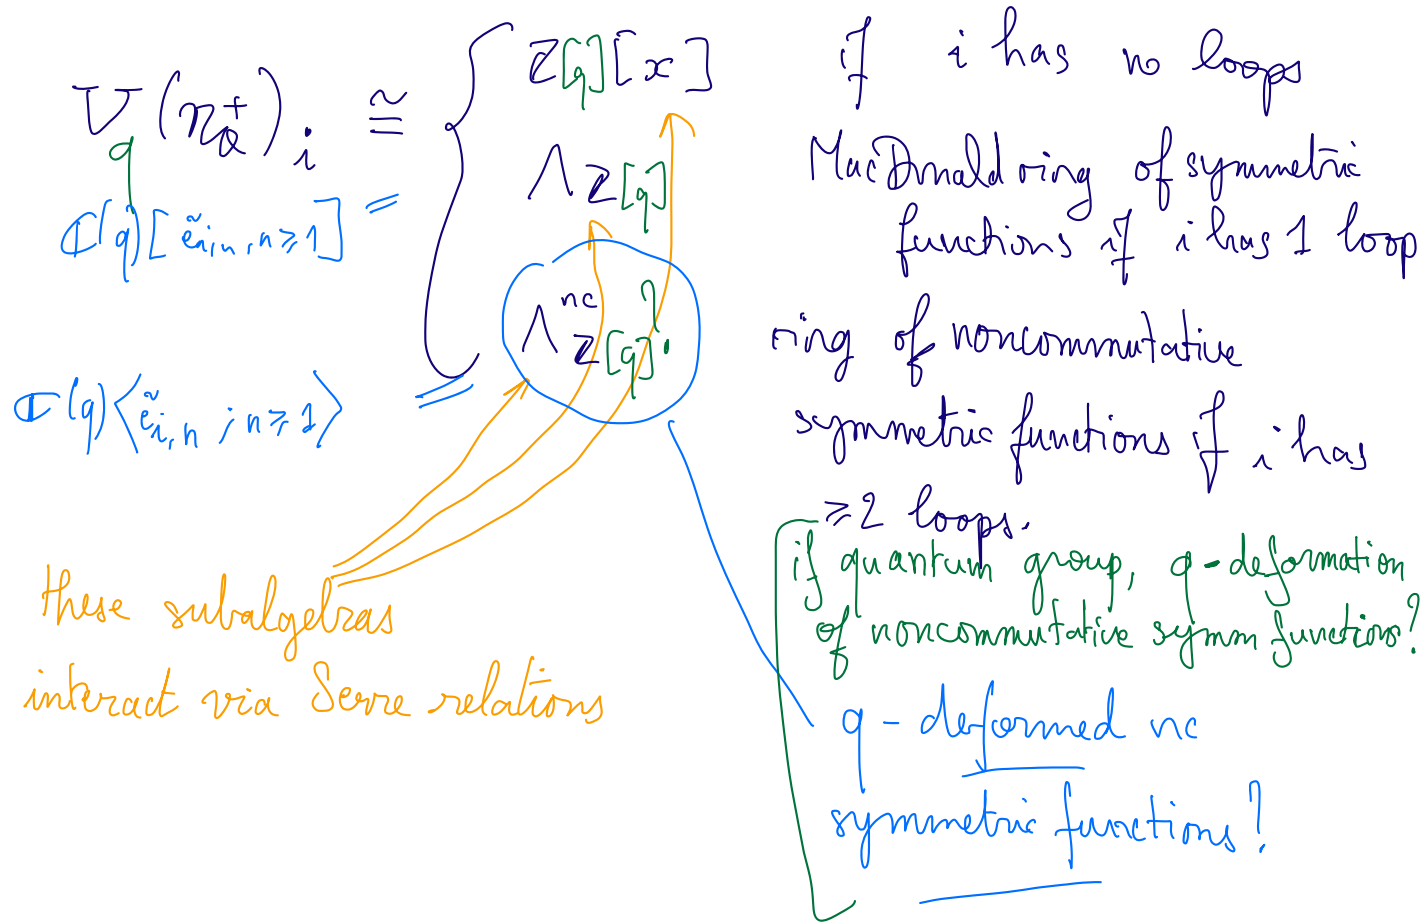 U_q(n_Q^+)_i ≅ { Z[q][x] if i has no loops
Λ_Z[q] MacDonald ring of symmetric
functions if i has 1 loop
C(q)[ẽ_{i,n}, n≥1] =
Λ^{nc}_Z[q]? ring of noncommutative
symmetric functions if i has
≥2 loops.
C(q)⟨ẽ_{i,n}; n≥1⟩ =
if quantum group, q-deformation
of noncommutative symm functions?
these subalgebras
interact via Serre relations
q-deformed nc
symmetric functions?